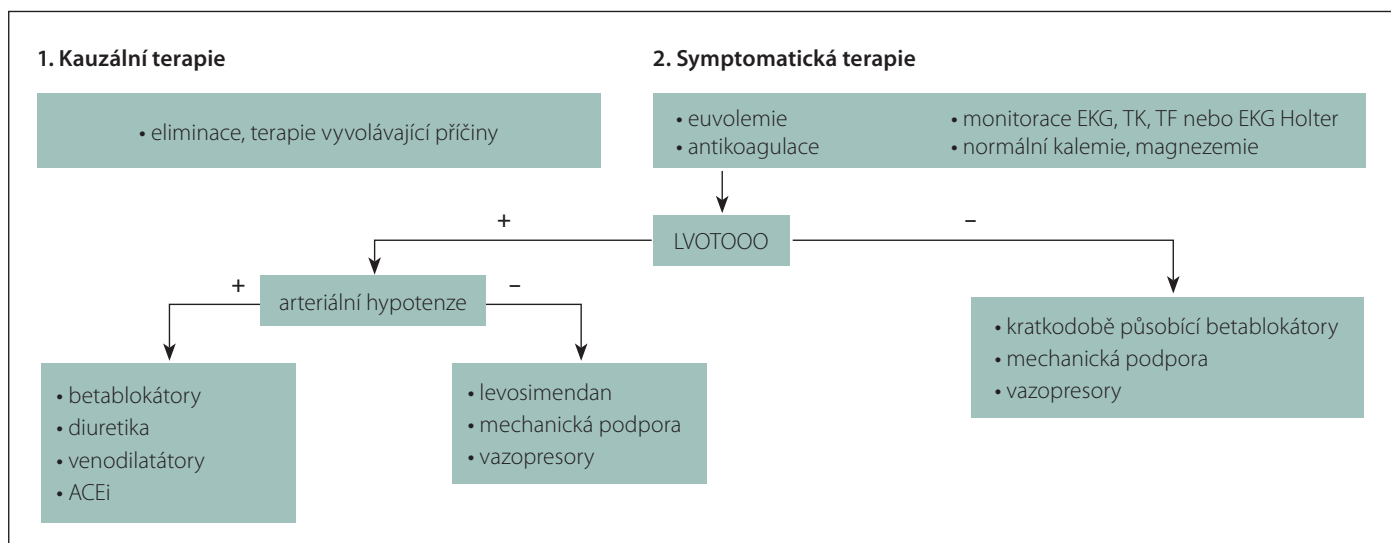 1. Kauzální terapie
• eliminace, terapie vyvolávající příčiny
2. Symptomatická terapie
• euvolemie
• antikoagulace
• monitorace EKG, TK, TF nebo EKG Holter
• normální kalemie, magnezemie
+
LVOTOOO
–
+
arteriální hypotenze
–
• betablokátory
• diuretika
• venodilatátory
• ACEi
• levosimendan
• mechanická podpora
• vazopresory
• kratkodobě působící betablokátory
• mechanická podpora
• vazopresory